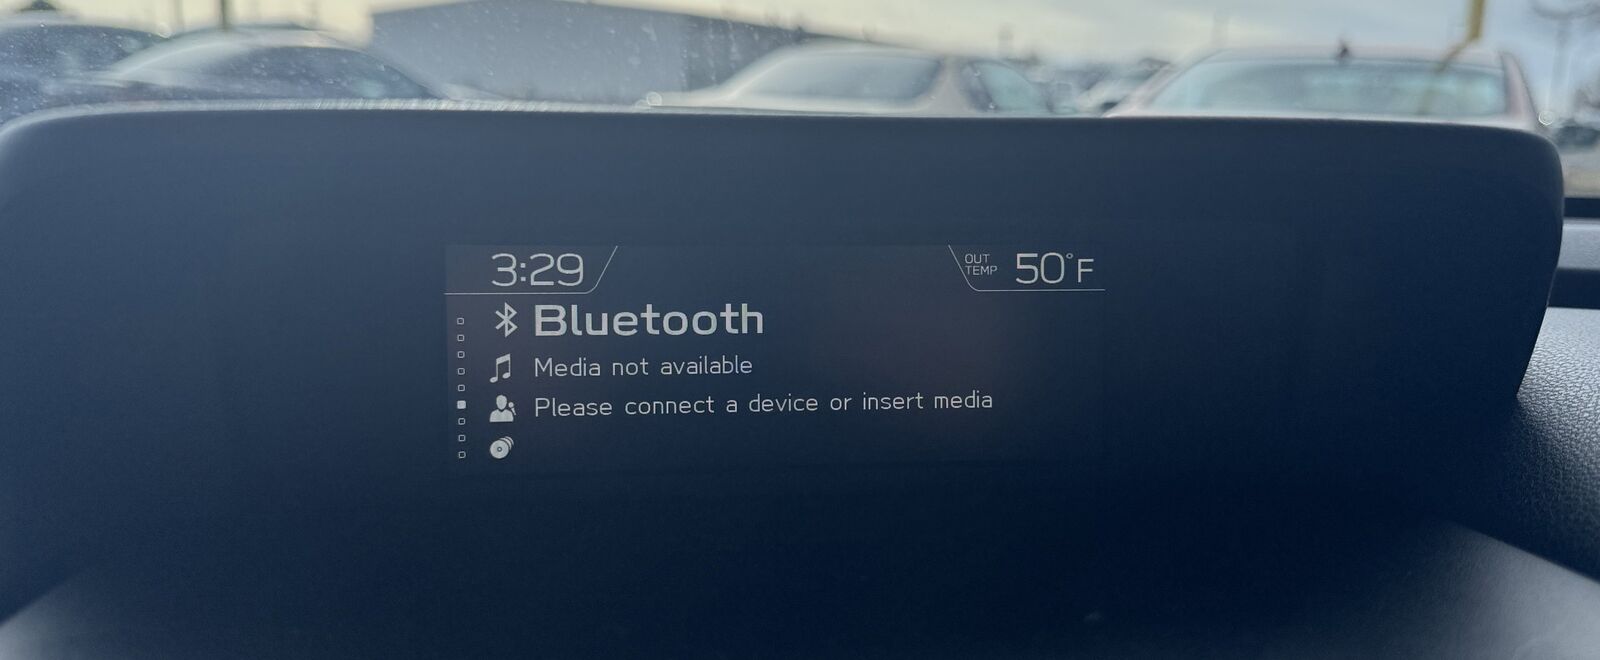 3:29
OUT TEMP 50°F
Bluetooth
Media not available
Please connect a device or insert media